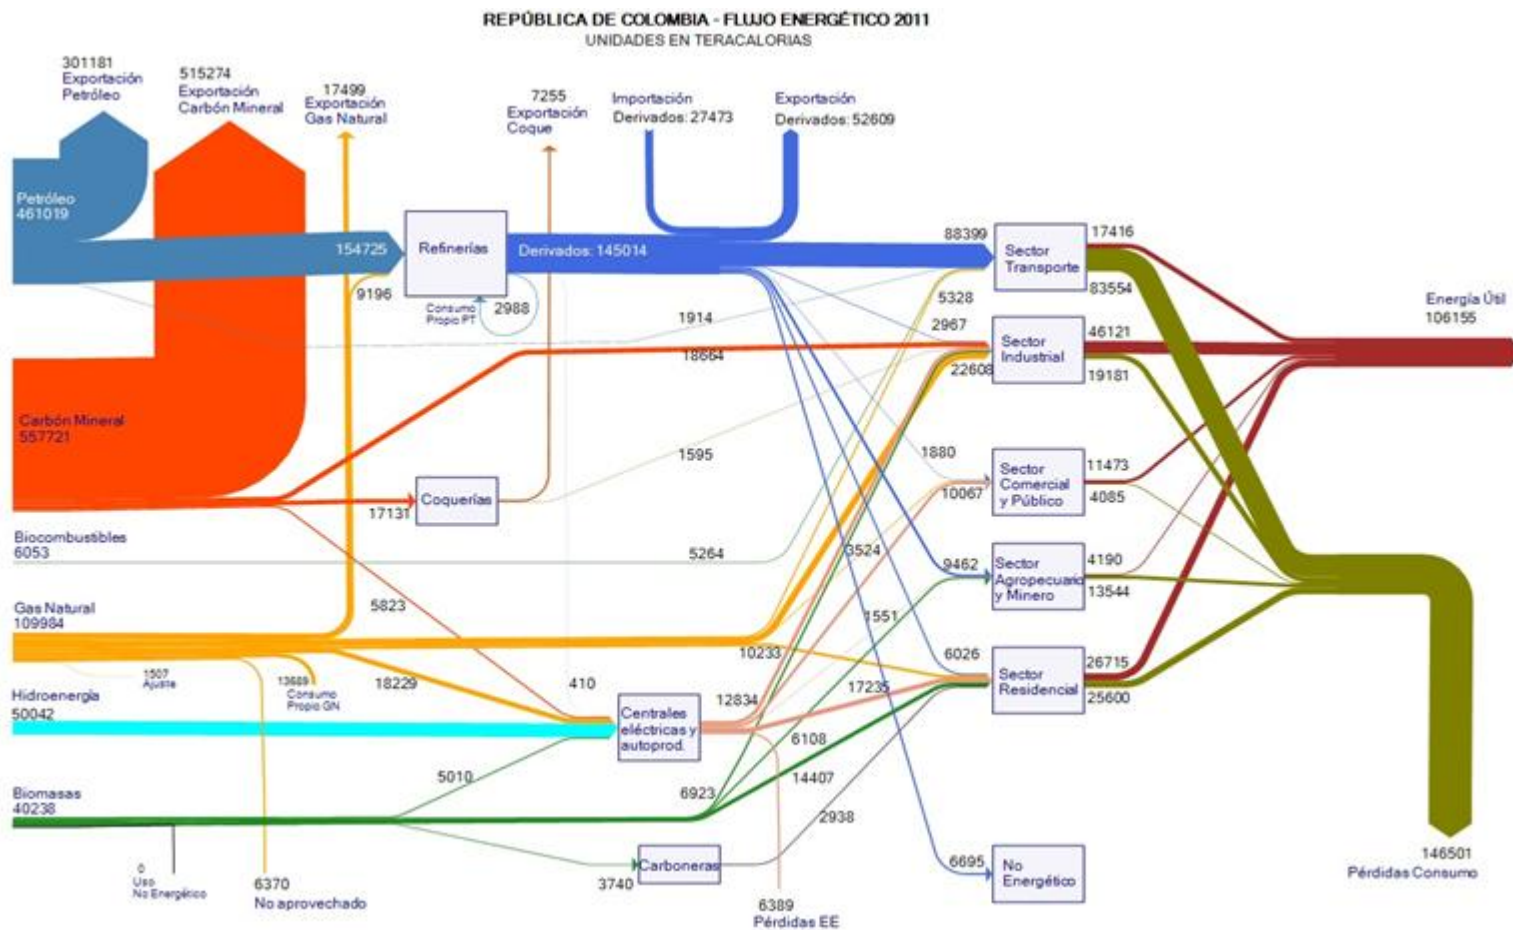 REPÚBLICA DE COLOMBIA - FLUJO ENERGÉTICO 2011
UNIDADES EN TERACALORIAS
301181
Exportación
Petróleo
515274
Exportación
Carbón Mineral
17499
Exportación
Gas Natural
7255
Exportación
Coque
Importación
Derivados: 27473
Exportación
Derivados: 52609
Petróleo
461019
154725
9196
Refinerías
Consumo
Propio PT
2988
Derivados: 145014
88399
Sector
Transporte
17416
83554
5328
1914
2967
18664
22608
Sector
Industrial
46121
19181
Energía Útil
106155
Carbón Mineral
557721
17131
Coquerías
1595
1880
10067
Sector
Comercial
y Público
11473
4085
Biocombustibles
6053
5264
3524
9462
Sector
Agropecuario
y Minero
4190
13544
Gas Natural
109984
5823
1551
10233
1507
Ajuste
13689
Consumo
Propio GN
18229
410
6026
Sector
Residencial
26715
25600
Hidroenergía
50042
Centrales
eléctricas y
autoprod.
12834
17235
6108
14407
Biomasas
40238
5010
6923
2938
0
Uso
No Energético
6370
No aprovechado
3740
Carboneras
6389
Pérdidas EE
6695
No
Energético
146501
Pérdidas Consumo